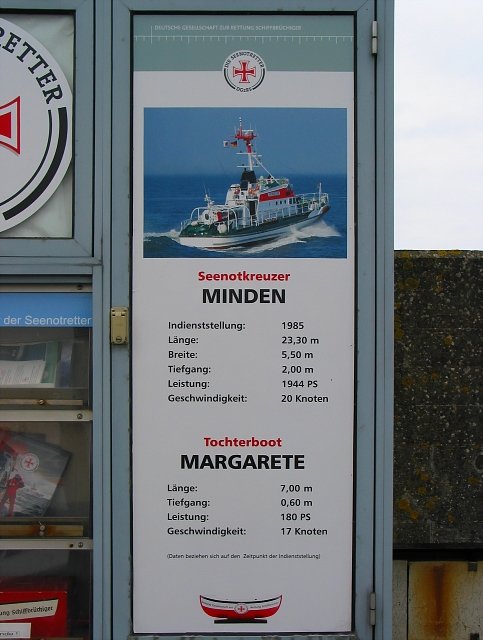 DEUTSCHE GESELLSCHAFT ZUR RETTUNG SCHIFFBRÜCHIGER
DIE SEENOTRETTER
DGzRS
RETTER
Seenotkreuzer
MINDEN
Indienststellung: 1985
Länge: 23,30 m
Breite: 5,50 m
Tiefgang: 2,00 m
Leistung: 1944 PS
Geschwindigkeit: 20 Knoten
der Seenotretter
Tochterboot
MARGARETE
Länge: 7,00 m
Tiefgang: 0,60 m
Leistung: 180 PS
Geschwindigkeit: 17 Knoten
(Daten beziehen sich auf den Zeitpunkt der Indienststellung)
ung Schiffbrüchiger